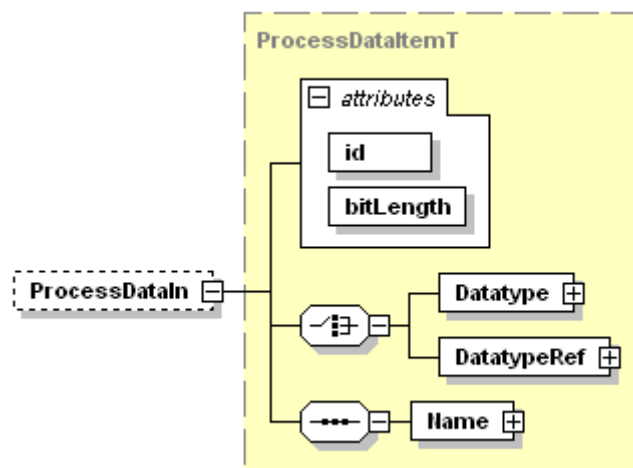 ProcessDataItemT
attributes
id
bitLength
ProcessDataIn
Datatype
DatatypeRef
Name